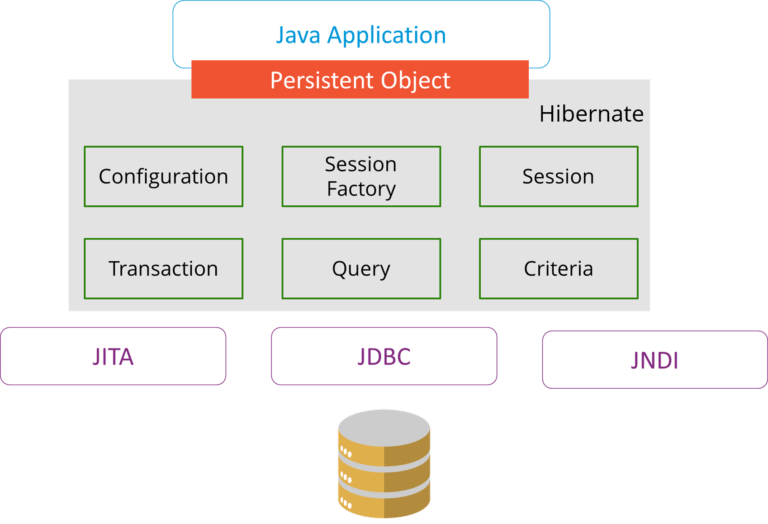 Java Application
Persistent Object
Hibernate
Configuration
Session
Factory
Session
Transaction
Query
Criteria
JITA
JDBC
JNDI